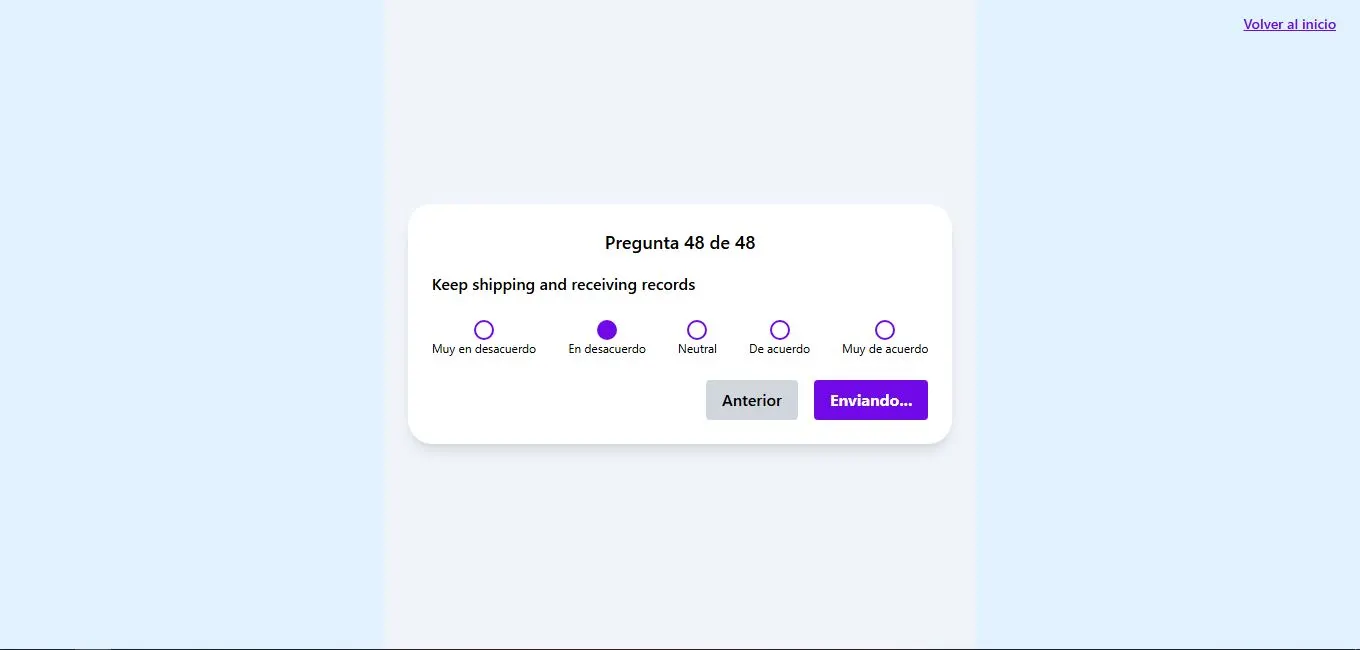 Volver al inicio
Pregunta 48 de 48
Keep shipping and receiving records
Muy en desacuerdo En desacuerdo Neutral De acuerdo Muy de acuerdo
Anterior Enviando...